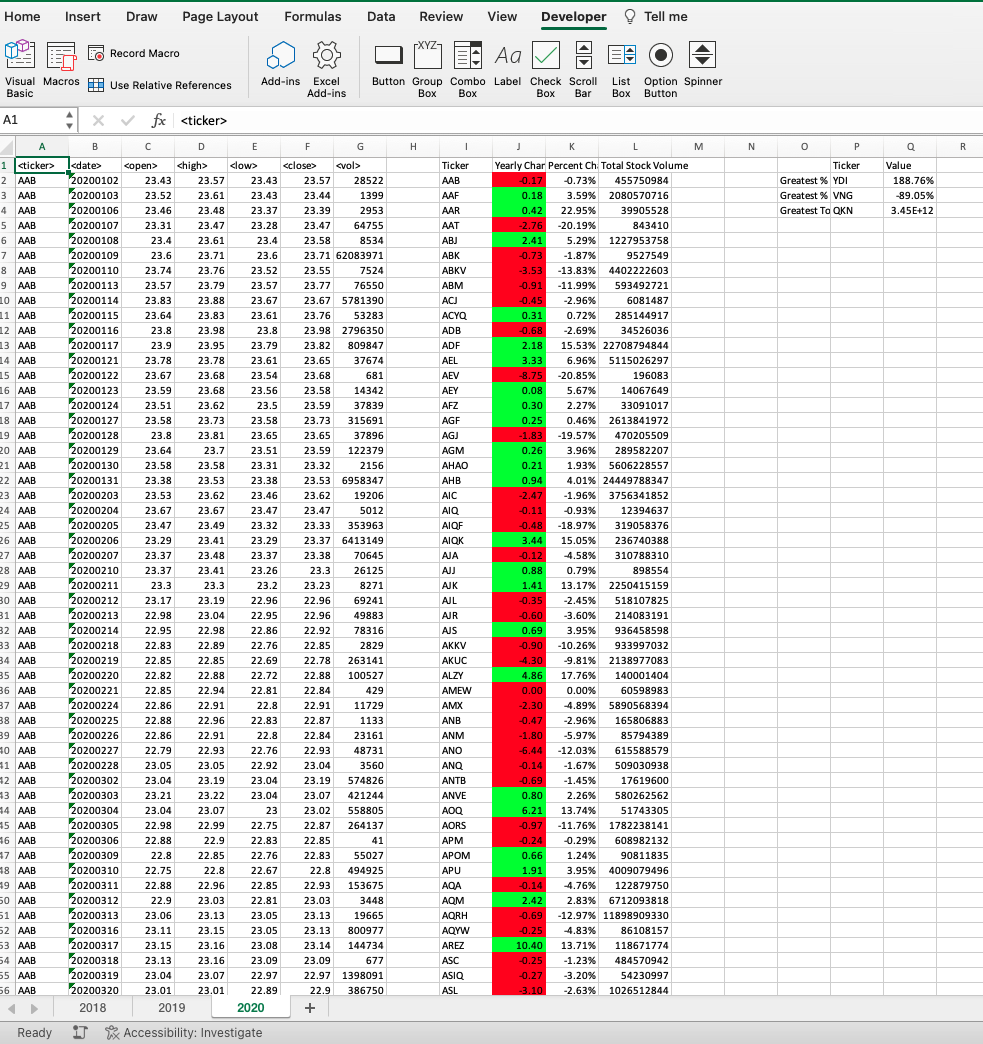 Home Insert Draw Page Layout Formulas Data Review View Developer Tell me
Visual Basic Macros Record Macro Use Relative References Add-ins Excel Add-ins Button Group Box Combo Box Label Check Box Scroll Bar List Box Option Button Spinner
XYZ Aa
A1 fx <ticker>
A B C D E F G H I J K L M N O P Q R
1 <ticker> <date> <open> <high> <low> <close> <vol> Ticker Yearly Char Percent Ch Total Stock Volume Ticker Value
2 AAB 20200102 23.43 23.57 23.43 23.57 28522 AAB -0.17 -0.73% 455750984 Greatest % YDI 188.76%
3 AAB 20200103 23.52 23.61 23.43 23.44 1399 AAF 0.18 3.59% 2080570716 Greatest % VNG -89.05%
4 AAB 20200106 23.46 23.48 23.37 23.39 2953 AAR 0.42 22.95% 39905528 Greatest To QKN 3.45E+12
5 AAB 20200107 23.31 23.47 23.28 23.47 64755 AAT -2.76 -20.19% 843410
6 AAB 20200108 23.4 23.61 23.4 23.58 8534 ABJ 2.41 5.29% 1227953758
7 AAB 20200109 23.6 23.71 23.6 23.71 62083971 ABK -0.73 -1.87% 9527549
8 AAB 20200110 23.74 23.76 23.52 23.55 7524 ABKV -3.53 -13.83% 4402222603
9 AAB 20200113 23.57 23.79 23.57 23.77 76550 ABM -0.91 -11.99% 593492721
10 AAB 20200114 23.83 23.88 23.67 23.67 5781390 ACJ -0.45 -2.96% 6081487
11 AAB 20200115 23.64 23.83 23.61 23.76 53283 ACYQ 0.31 0.72% 285144917
12 AAB 20200116 23.8 23.98 23.8 23.98 2796350 ADB -0.68 -2.69% 34526036
13 AAB 20200117 23.9 23.95 23.79 23.82 809847 ADF 2.18 15.53% 22708794844
14 AAB 20200121 23.78 23.78 23.61 23.65 37674 AEL 3.33 6.96% 5115026297
15 AAB 20200122 23.67 23.68 23.54 23.68 681 AEV -8.75 -20.85% 196083
16 AAB 20200123 23.59 23.68 23.56 23.58 14342 AEY 0.08 5.67% 14067649
17 AAB 20200124 23.51 23.62 23.5 23.59 37839 AFZ 0.30 2.27% 33091017
18 AAB 20200127 23.58 23.73 23.58 23.73 315691 AGF 0.25 0.46% 2613841972
19 AAB 20200128 23.8 23.81 23.65 23.65 37896 AGJ -1.83 -19.57% 470205509
20 AAB 20200129 23.64 23.7 23.51 23.59 122379 AGM 0.26 3.96% 289582207
21 AAB 20200130 23.58 23.58 23.31 23.32 2156 AHAO 0.21 1.93% 5606228557
22 AAB 20200131 23.38 23.53 23.38 23.53 6958347 AHB 0.94 4.01% 24449788347
23 AAB 20200203 23.53 23.62 23.46 23.62 19206 AIC -2.47 -1.96% 3756341852
24 AAB 20200204 23.67 23.67 23.47 23.47 5012 AIQ -0.11 -0.93% 12394637
25 AAB 20200205 23.47 23.49 23.32 23.33 353963 AIQF -0.48 -18.97% 319058376
26 AAB 20200206 23.29 23.41 23.29 23.37 6413149 AIQK 3.44 15.05% 236740388
27 AAB 20200207 23.37 23.48 23.37 23.38 70645 AJA -0.12 -4.58% 310788310
28 AAB 20200210 23.37 23.41 23.26 23.3 26125 AJJ 0.88 0.79% 898554
29 AAB 20200211 23.3 23.3 23.2 23.23 8271 AJK 1.41 13.17% 2250415159
30 AAB 20200212 23.17 23.19 22.96 22.96 69241 AJL -0.35 -2.45% 518107825
31 AAB 20200213 22.98 23.04 22.95 22.96 49883 AJR -0.60 -3.60% 214083191
32 AAB 20200214 22.95 22.98 22.86 22.92 78316 AJS 0.69 3.95% 936458598
33 AAB 20200218 22.83 22.89 22.76 22.85 2829 AKKV -0.90 -10.26% 933997032
34 AAB 20200219 22.85 22.85 22.69 22.78 263141 AKUC -4.30 -9.81% 2138977083
35 AAB 20200220 22.82 22.88 22.72 22.88 100527 ALZY 4.86 17.76% 140001404
36 AAB 20200221 22.85 22.94 22.81 22.84 429 AMEW 0.00 0.00% 60598983
37 AAB 20200224 22.86 22.91 22.8 22.91 11729 AMX -2.30 -4.89% 5890568394
38 AAB 20200225 22.88 22.96 22.83 22.87 1133 ANB -0.47 -2.96% 165806883
39 AAB 20200226 22.86 22.91 22.8 22.84 23161 ANM -1.80 -5.97% 85794389
40 AAB 20200227 22.79 22.93 22.76 22.93 48731 ANO -6.44 -12.03% 615588579
41 AAB 20200228 23.05 23.05 22.92 23.04 3560 ANQ -0.14 -1.67% 509030938
42 AAB 20200302 23.04 23.19 23.04 23.19 574826 ANTB -0.69 -1.45% 17619600
43 AAB 20200303 23.21 23.22 23.04 23.07 421244 ANVE 0.80 2.26% 580262562
44 AAB 20200304 23.04 23.07 23 23.02 558805 AOQ 6.21 13.74% 51743305
45 AAB 20200305 22.98 22.99 22.75 22.87 264137 AORS -0.97 -11.76% 1782238141
46 AAB 20200306 22.88 22.9 22.83 22.85 41 APM -0.24 -0.29% 608982132
47 AAB 20200309 22.8 22.85 22.76 22.83 55027 APOM 0.66 1.24% 90811835
48 AAB 20200310 22.75 22.8 22.67 22.8 494925 APU 1.91 3.95% 4009079496
49 AAB 20200311 22.88 22.96 22.85 22.93 153675 AQA -0.14 -4.76% 122879750
50 AAB 20200312 22.9 23.03 22.81 23.03 3448 AQM 2.42 2.83% 6712093818
51 AAB 20200313 23.06 23.13 23.05 23.13 19665 AQRH -0.69 -12.97% 11898909330
52 AAB 20200316 23.11 23.15 23.05 23.13 800977 AQYW -0.25 -4.83% 86108157
53 AAB 20200317 23.15 23.16 23.08 23.14 144734 AREZ 10.40 13.71% 118671774
54 AAB 20200318 23.13 23.16 23.09 23.09 677 ASC -0.25 -1.23% 484570942
55 AAB 20200319 23.04 23.07 22.97 22.97 1398091 ASIQ -0.27 -3.20% 54230997
56 AAB 20200320 23.01 23.01 22.89 22.9 386750 ASL -3.10 -2.63% 1026512844
2018 2019 2020 +
Ready Accessibility: Investigate